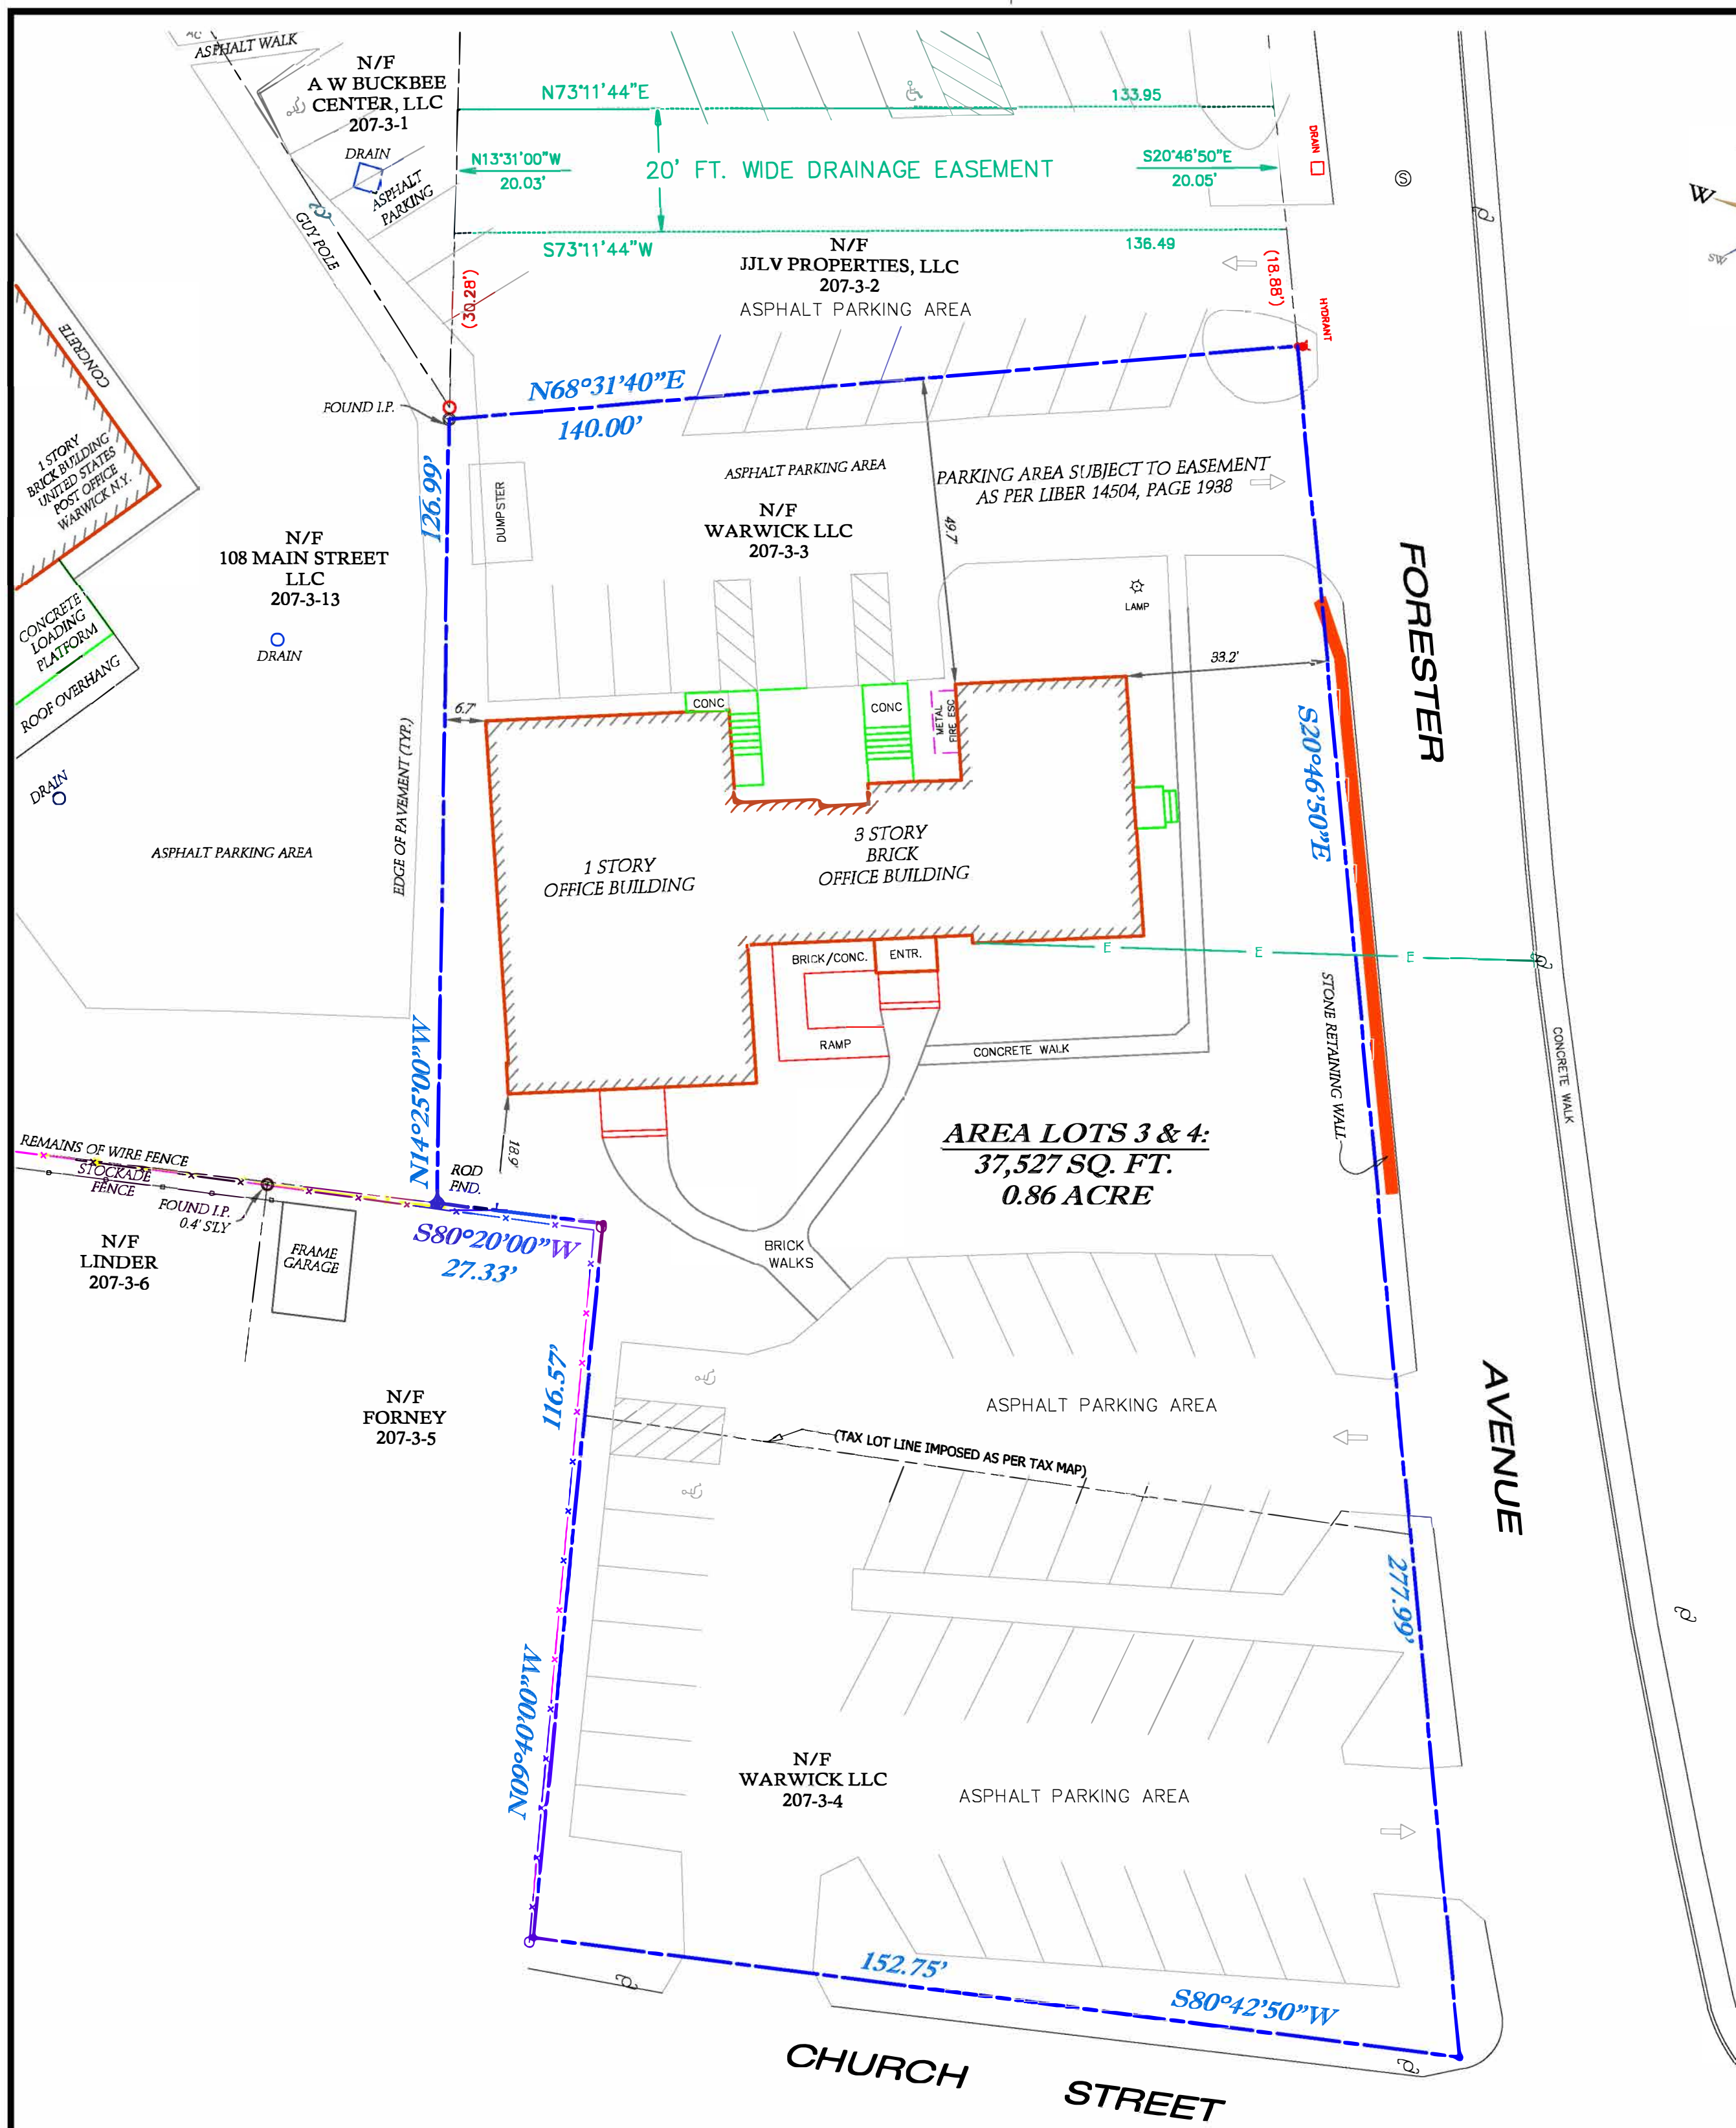 AC
ASPHALT WALK
N/F
A W BUCKBEE
CENTER, LLC
207-3-1
DRAIN
ASPHALT
PARKING
C2
GUY POLE
N73°11'44"E
133.95
N13°31'00"W
20.03'
20' FT. WIDE DRAINAGE EASEMENT
S20°46'50"E
20.05'
S73°11'44"W
136.49
DRAIN
S
W
SW
N/F
JJLV PROPERTIES, LLC
207-3-2
ASPHALT PARKING AREA
(30.28')
(18.88')
HYDRANT
CONCRETE
FOUND I.P.
N68°31'40"E
140.00'
1 STORY
BRICK BUILDING
UNITED STATES
POST OFFICE
WARWICK N.Y.
126.99'
DUMPSTER
ASPHALT PARKING AREA
PARKING AREA SUBJECT TO EASEMENT
AS PER LIBER 14504, PAGE 1938
N/F
WARWICK LLC
207-3-3
49.7'
N/F
108 MAIN STREET
LLC
207-3-13
DRAIN
CONCRETE
LOADING
PLATFORM
ROOF OVERHANG
DRAIN
LAMP
33.2'
FORESTER
6.7'
CONC
CONC
METAL
FIRE ESC
S20°46'50"E
EDGE OF PAVEMENT (TYP.)
ASPHALT PARKING AREA
1 STORY
OFFICE BUILDING
3 STORY
BRICK
OFFICE BUILDING
E
E
E
BRICK/CONC.
ENTR.
RAMP
CONCRETE WALK
STONE RETAINING WALL
CONCRETE WALK
N14°25'00"W
18.9'
AREA LOTS 3 & 4:
37,527 SQ. FT.
0.86 ACRE
REMAINS OF WIRE FENCE
STOCKADE
FENCE
FOUND I.P.
0.4' S'LY
ROD
FND.
S80°20'00"W
27.33'
N/F
LINDER
207-3-6
FRAME
GARAGE
BRICK
WALKS
116.57'
N/F
FORNEY
207-3-5
ASPHALT PARKING AREA
(TAX LOT LINE IMPOSED AS PER TAX MAP)
AVENUE
277.99'
N09°04'00"W
N/F
WARWICK LLC
207-3-4
ASPHALT PARKING AREA
152.75'
S80°42'50"W
CHURCH STREET